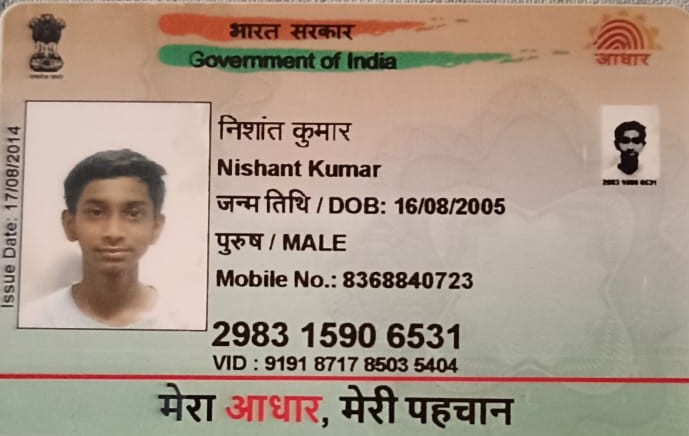 भारत सरकार
Government of India
आधार
Issue Date: 17/08/2014
निशांत कुमार
Nishant Kumar
जन्म तिथि / DOB: 16/08/2005
पुरुष / MALE
Mobile No.: 8368840723
2983 1590 6531
VID : 9191 8717 8503 5404
मेरा आधार, मेरी पहचान